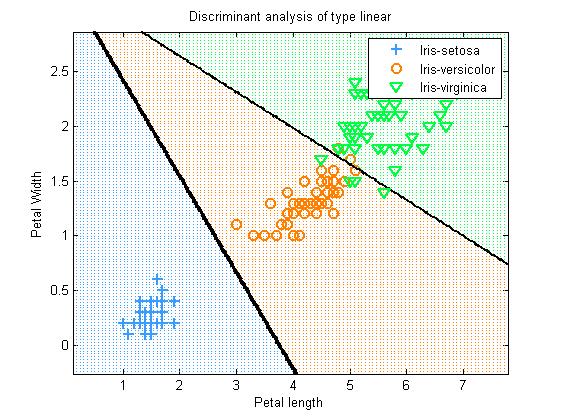 Discriminant analysis of type linear
Iris-setosa
Iris-versicolor
Iris-virginica
2.5
2
1.5
1
0.5
0
Petal Width
1 2 3 4 5 6 7
Petal length